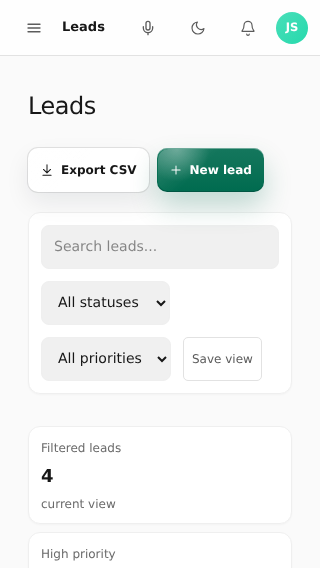 Leads
JS
Leads
Export CSV
New lead
Search leads...
All statuses
All priorities
Save view
Filtered leads
4
current view
High priority